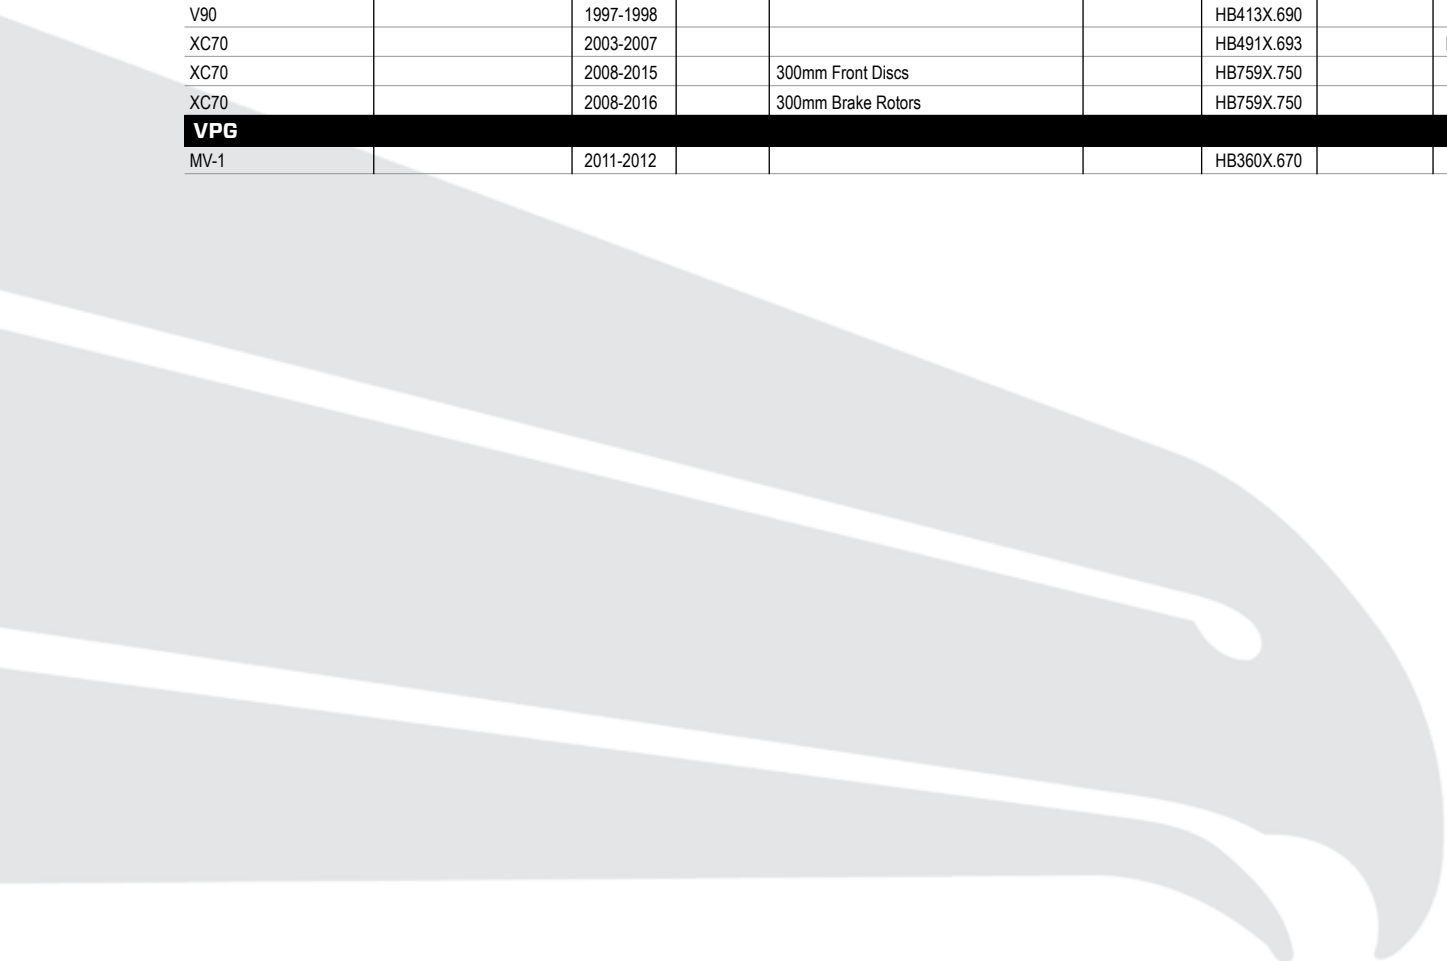 V90 1997-1998 HB413X.690
XC70 2003-2007 HB491X.693
XC70 2008-2015 300mm Front Discs HB759X.750
XC70 2008-2016 300mm Brake Rotors HB759X.750
VPG
MV-1 2011-2012 HB360X.670